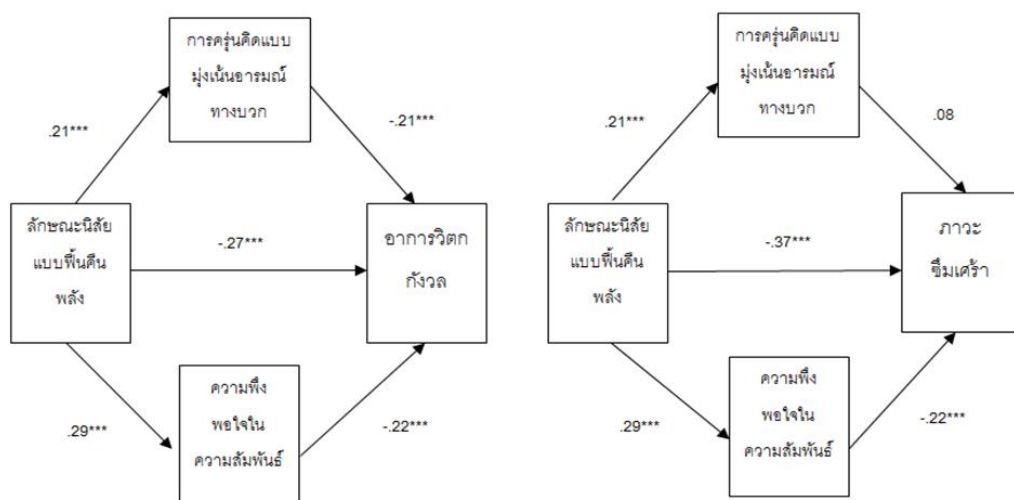 การครุ่นคิดแบบ
มุ่งเน้นอารมณ์
ทางบวก
.21***
-.21***
ลักษณะนิสัย
แบบฟื้นคืน
พลัง
-.27***
อาการวิตก
กังวล
.29***
ความพึง
พอใจใน
ความสัมพันธ์
-.22***
การครุ่นคิดแบบ
มุ่งเน้นอารมณ์
ทางบวก
.21***
.08
ลักษณะนิสัย
แบบฟื้นคืน
พลัง
-.37***
ภาวะ
ซึมเศร้า
.29***
ความพึง
พอใจใน
ความสัมพันธ์
-.22***